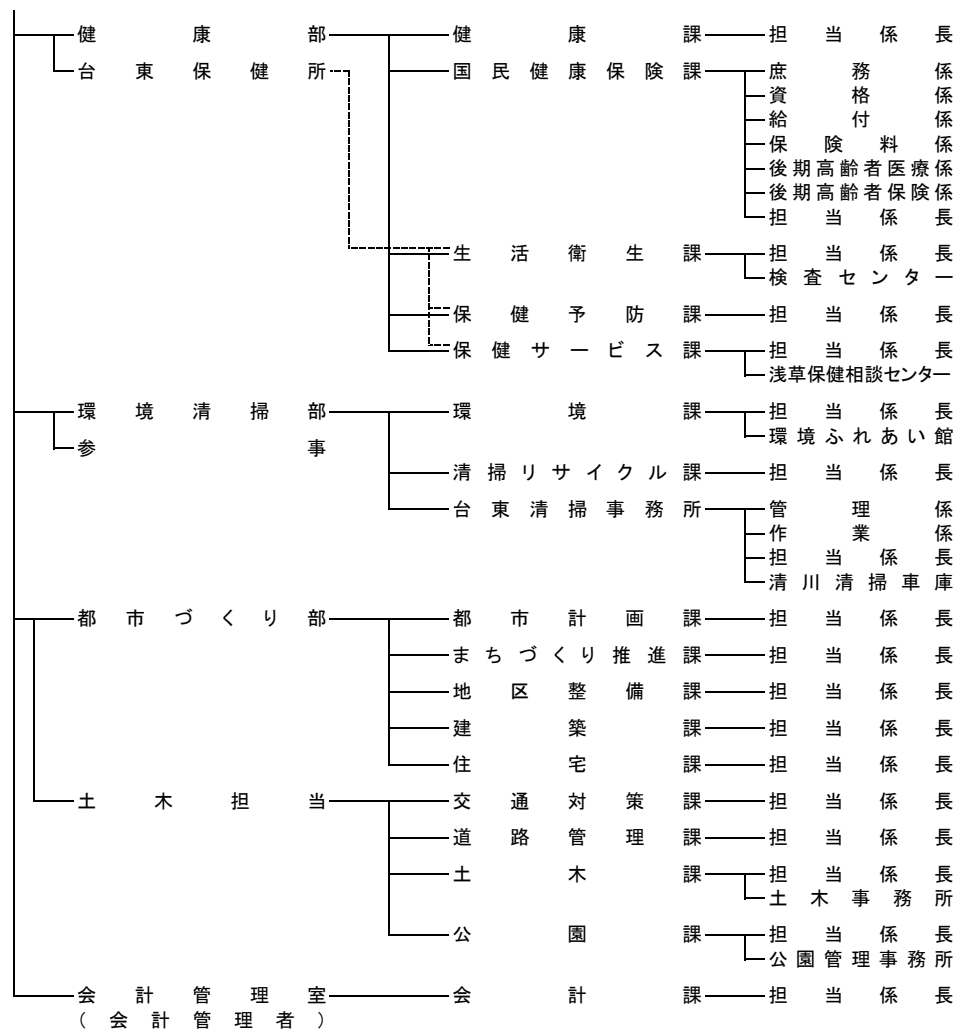 健康部 健康課 担当係長
台東保健所 国民健康保険課 庶務係
資格係
給付係
保険料係
後期高齢者医療係
後期高齢者保険係
担当係長
生活衛生課 担当係長
検査センター
保健予防課 担当係長
保健サービス課 担当係長
浅草保健相談センター
環境清掃部 環境課 担当係長
参事 環境ふれあい館
清掃リサイクル課 担当係長
台東清掃事務所 管理係
作業係
担当係長
清川清掃車庫
都市づくり部 都市計画課 担当係長
まちづくり推進課 担当係長
地区整備課 担当係長
建築課 担当係長
住宅課 担当係長
土木担当 交通対策課 担当係長
道路管理課 担当係長
土木課 担当係長
土木事務所
公園課 担当係長
公園管理事務所
会計管理室 会計課 担当係長
(会計管理者)